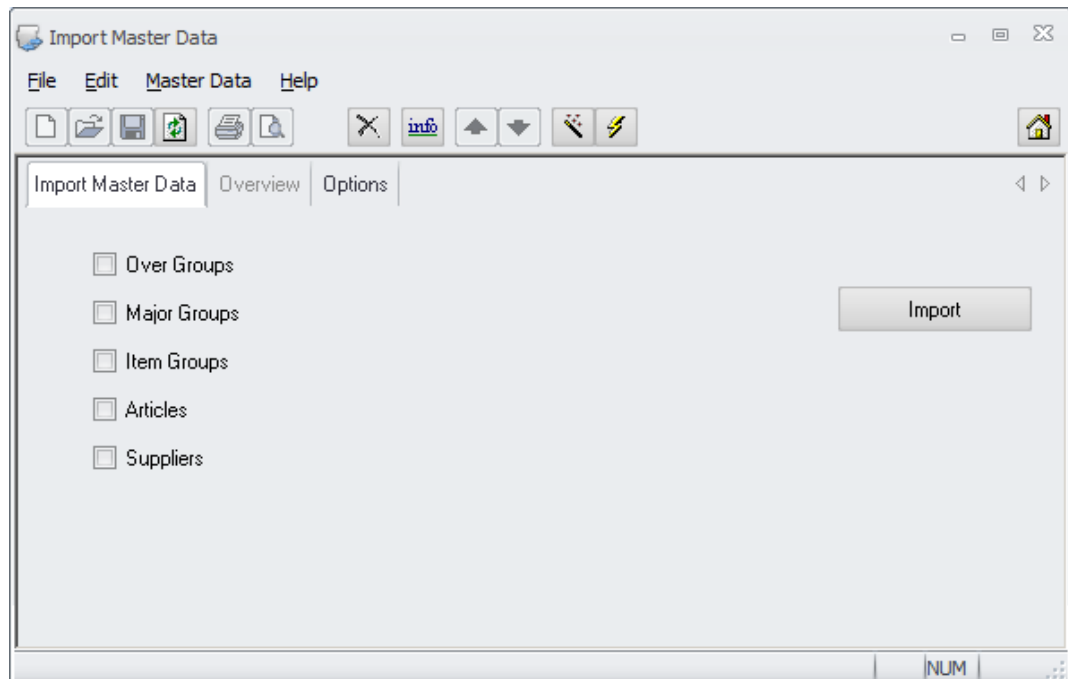 Import Master Data
File Edit Master Data Help
info
Import Master Data Overview Options
Over Groups
Major Groups
Import
Item Groups
Articles
Suppliers
NUM